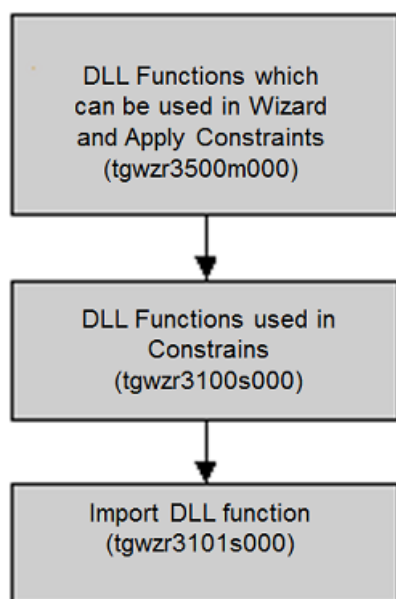 DLL Functions which
can be used in Wizard
and Apply Constraints
(tgwzr3500m000)
DLL Functions used in
Constrains
(tgwzr3100s000)
Import DLL function
(tgwzr3101s000)